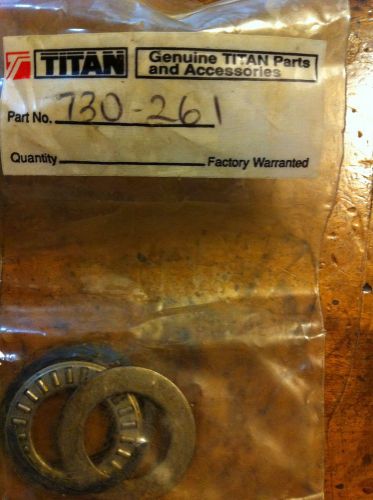 TITAN
Genuine TITAN Parts
and Accessories
Part No. 730-261
Quantity Factory Warranted